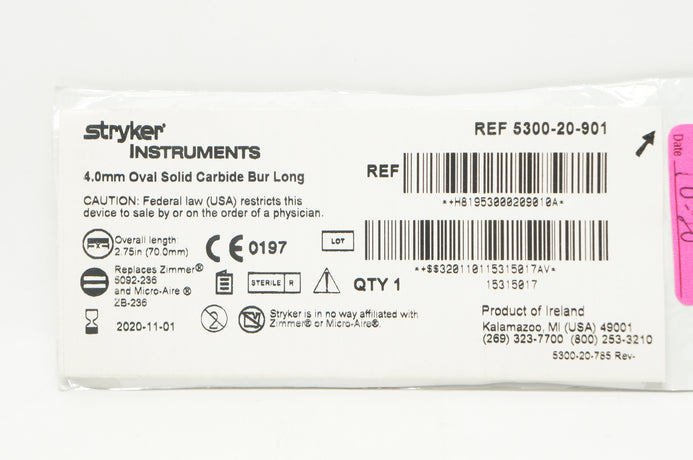 stryker®
INSTRUMENTS
REF 5300-20-901
4.0mm Oval Solid Carbide Bur Long
REF
**H81953000209010A*
CAUTION: Federal law (USA) restricts this
device to sale by or on the order of a physician.
Overall length:
2.75in (70.0mm)
CE 0197
LOT
**$$320110115315017AV*
15315017
Replaces Zimmer®
5092-236
and Micro-Aire®
ZB-236
STERILE R
QTY 1
2020-11-01
2
Stryker is in no way affiliated with
Zimmer® or Micro-Aire®.
Product of Ireland
Kalamazoo, MI (USA) 49001
(269) 323-7700 (800) 253-3210
5300-20-785 Rev-
Date